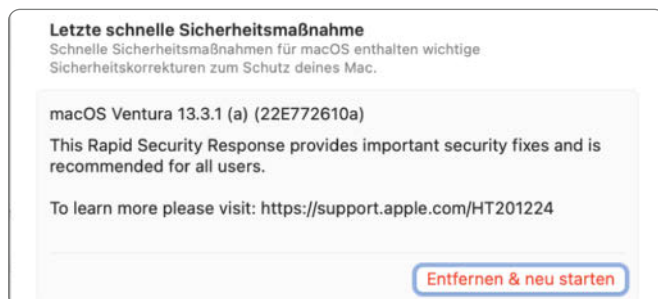 Letzte schnelle Sicherheitsmaßnahme
Schnelle Sicherheitsmaßnahmen für macOS enthalten wichtige
Sicherheitskorrekturen zum Schutz deines Mac.
macOS Ventura 13.3.1 (a) (22E772610a)
This Rapid Security Response provides important security fixes and is
recommended for all users.
To learn more please visit: https://support.apple.com/HT201224
Entfernen & neu starten